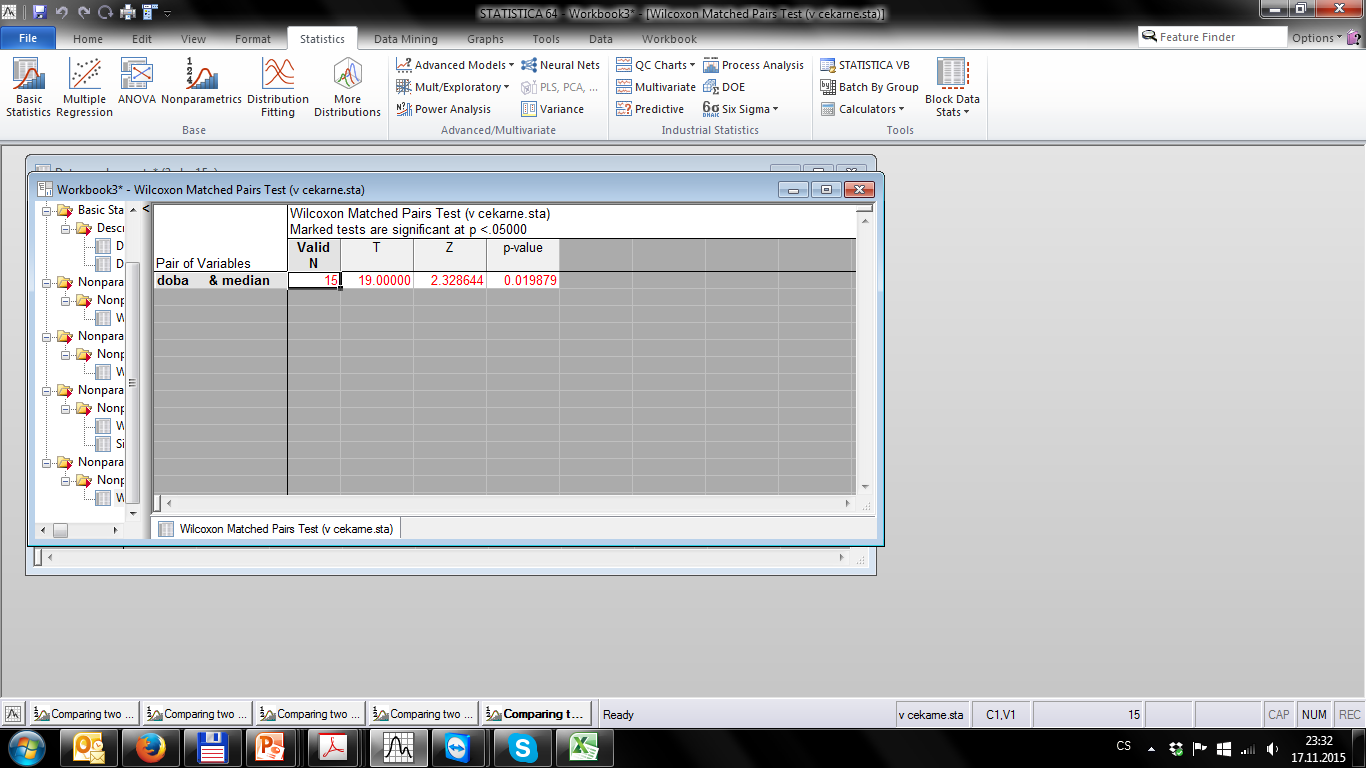 STATISTICA 64 - Workbook3* - [Wilcoxon Matched Pairs Test (v cekarne.sta)]
File Home Edit View Format Statistics Data Mining Graphs Tools Data Workbook Feature Finder Options
Basic Statistics
Multiple Regression
ANOVA
Nonparametrics
Distribution Fitting
More Distributions
Base
Advanced Models
Mult/Exploratory
Power Analysis
Neural Nets
PLS, PCA, ...
Variance
Advanced/Multivariate
QC Charts
Multivariate
Predictive
Process Analysis
DOE
Six Sigma
Industrial Statistics
STATISTICA VB
Batch By Group
Calculators
Block Data Stats
Tools
Workbook3* - Wilcoxon Matched Pairs Test (v cekarne.sta)
Basic Sta
Descri
D
D
Nonpara
Nonp
W
Nonpara
Nonp
W
Nonpara
Nonp
W
Si
Nonpara
Nonp
W
Wilcoxon Matched Pairs Test (v cekarne.sta)
Marked tests are significant at p <.05000
Pair of Variables
Valid N
T
Z
p-value
doba & median 15 19.00000 2.328644 0.019879
Wilcoxon Matched Pairs Test (v cekarne.sta)
Comparing two ... Comparing two ... Comparing two ... Comparing two ... Comparing t... Ready v cekarne.sta C1,V1 15 CAP NUM REC
CS
23:32
17.11.2015